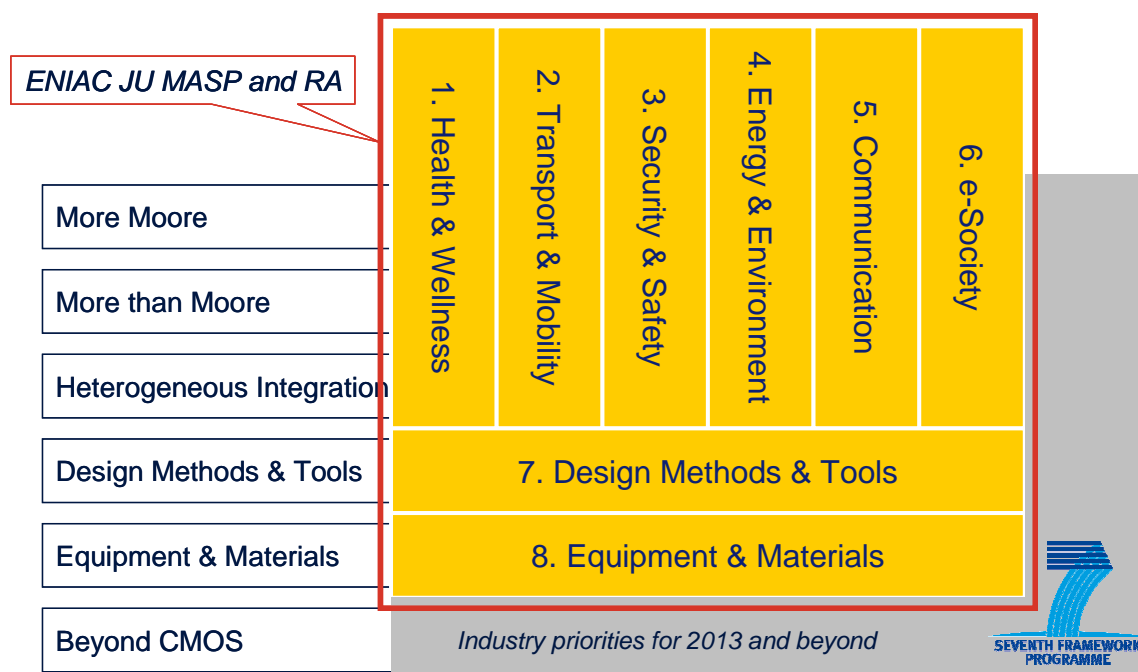 ENIAC JU MASP and RA
1. Health & Wellness
2. Transport & Mobility
3. Security & Safety
4. Energy & Environment
5. Communication
6. e-Society
More Moore
More than Moore
Heterogeneous Integration
Design Methods & Tools
7. Design Methods & Tools
Equipment & Materials
8. Equipment & Materials
Beyond CMOS
Industry priorities for 2013 and beyond
SEVENTH FRAMEWORK
PROGRAMME